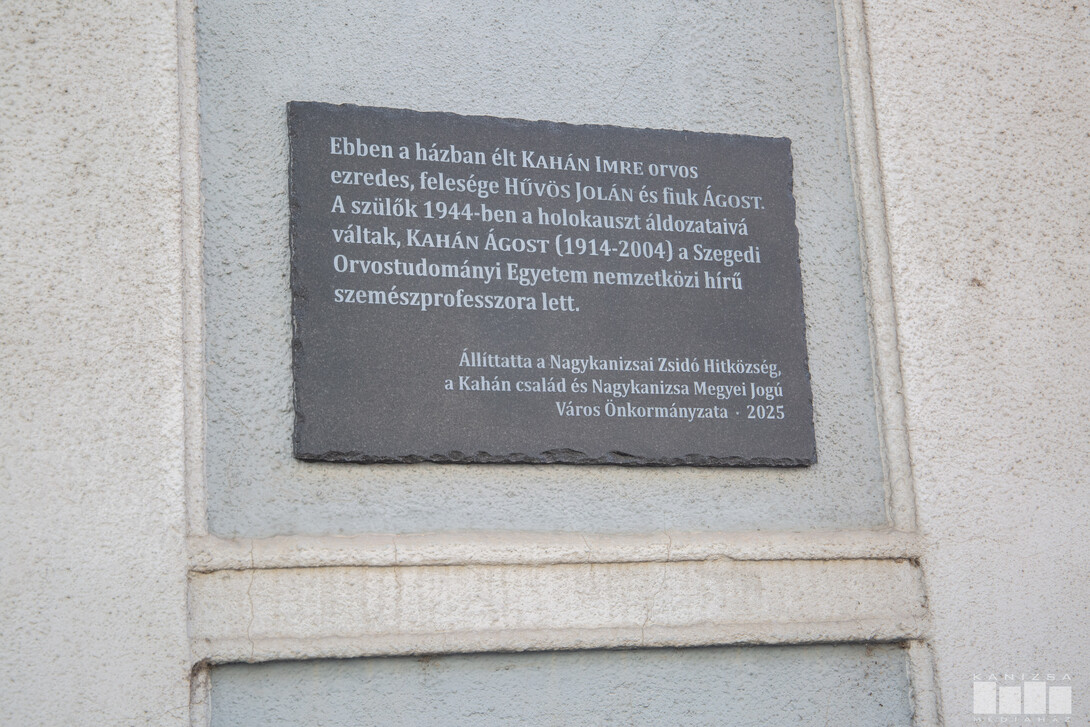 Ebben a házban élt KAHÁN IMRE orvos
ezredes, felesége HŰVÖS JOLÁN és fiuk ÁGOST.
A szülők 1944-ben a holokauszt áldozataivá
váltak, KAHÁN ÁGOST (1914-2004) a Szegedi
Orvostudományi Egyetem nemzetközi hírű
szemészprofesszora lett.
Állíttatta a Nagykanizsai Zsidó Hitközség,
a Kahán család és Nagykanizsa Megyei Jogú
Város Önkormányzata · 2025
KANIZSA
MÉDIAHÁZ